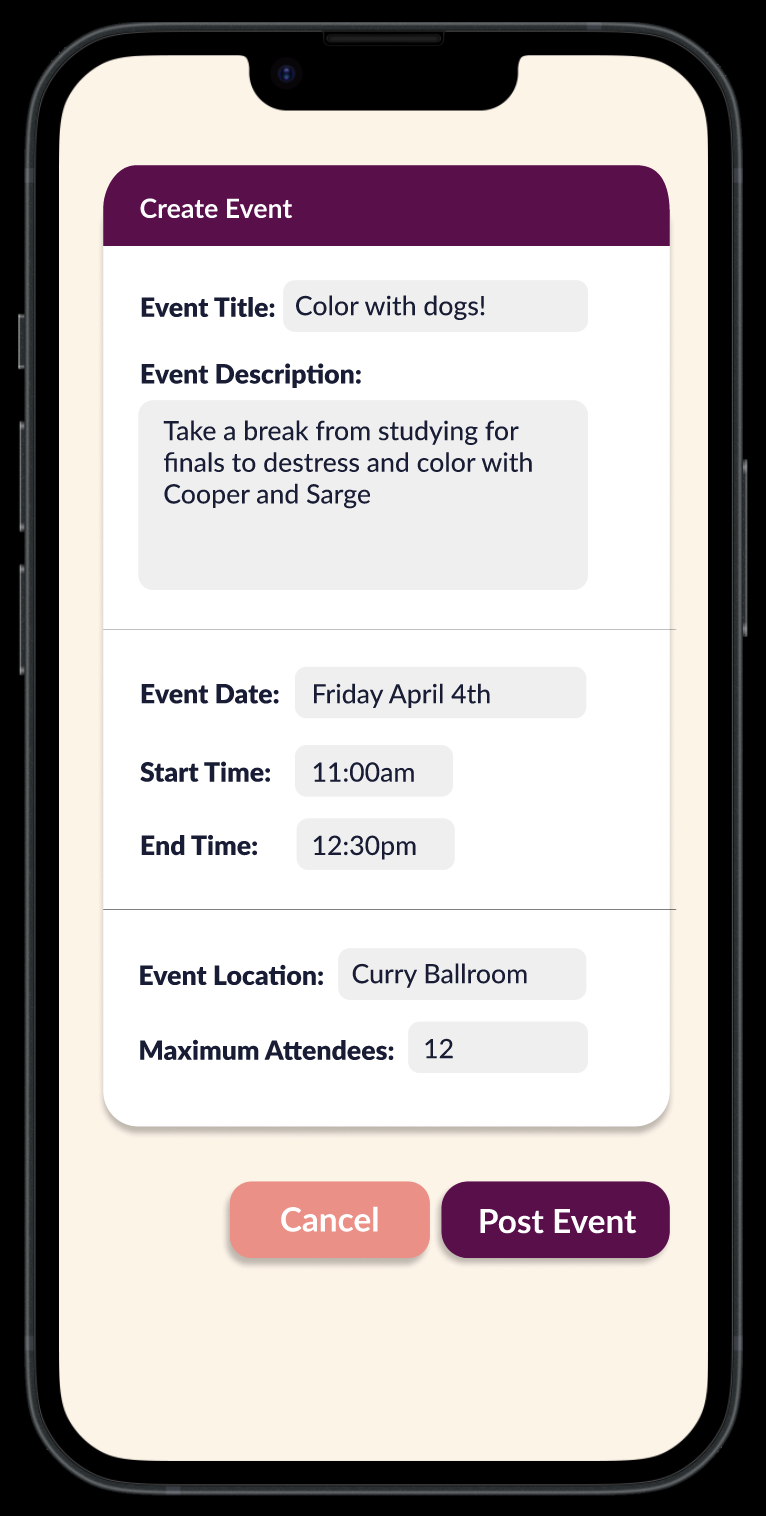 Create Event
Event Title: Color with dogs!
Event Description:
Take a break from studying for
finals to destress and color with
Cooper and Sarge
Event Date: Friday April 4th
Start Time: 11:00am
End Time: 12:30pm
Event Location: Curry Ballroom
Maximum Attendees: 12
Cancel Post Event